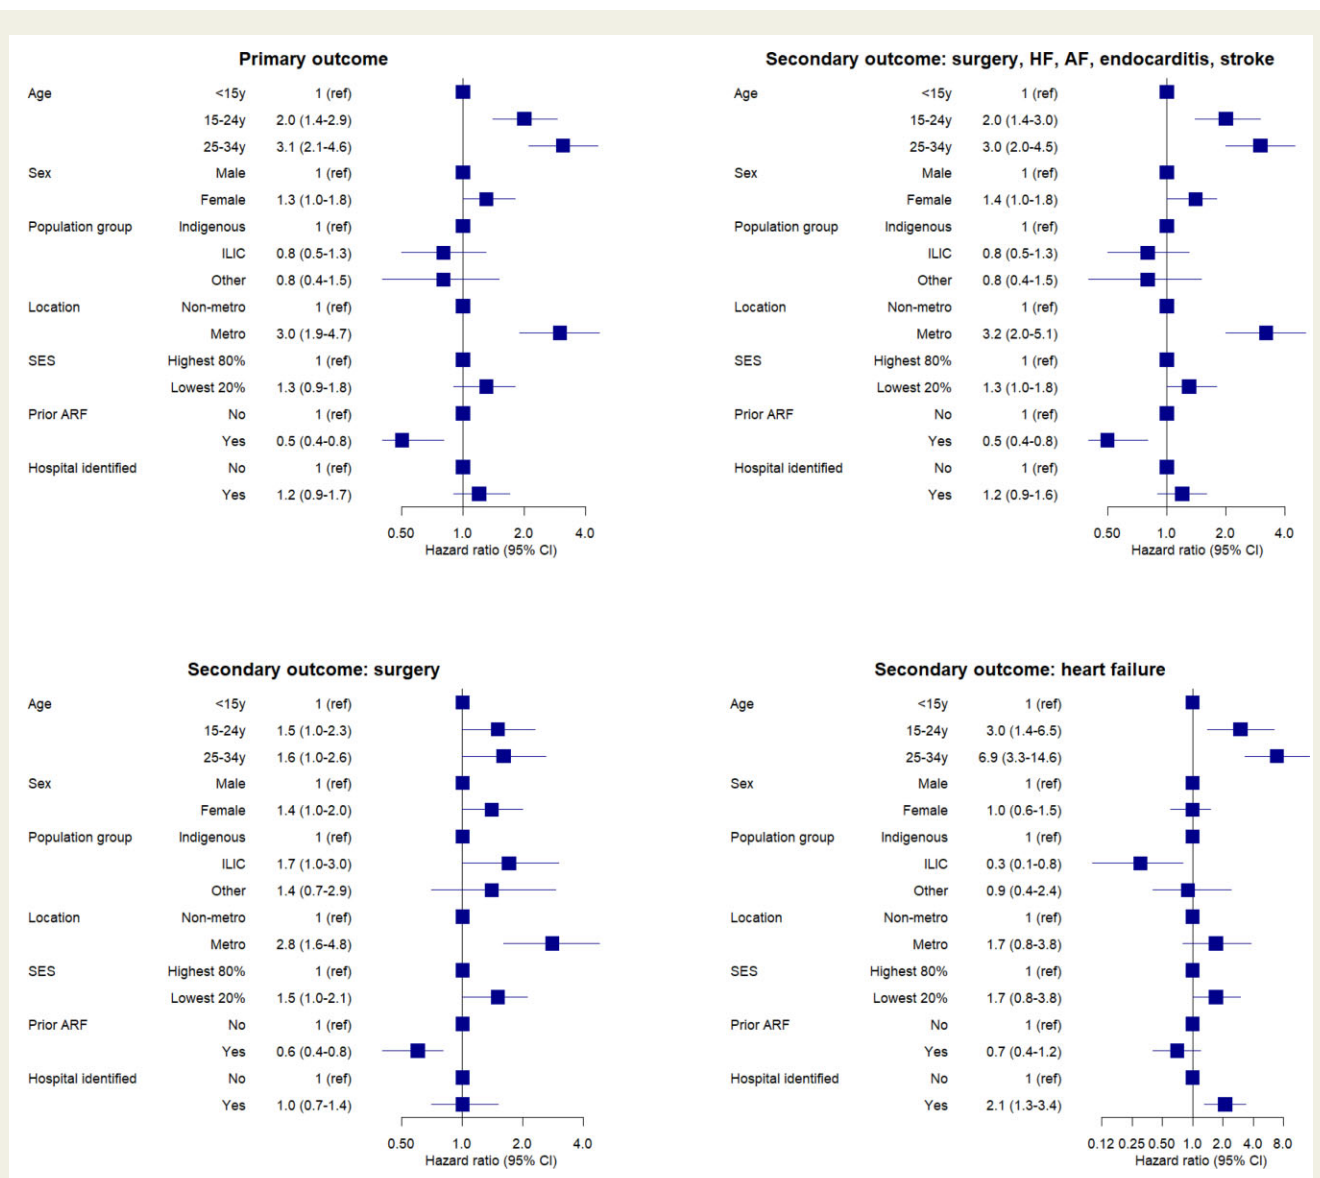 Primary outcome
Age <15y 1 (ref)
15-24y 2.0 (1.4-2.9)
25-34y 3.1 (2.1-4.6)
Sex Male 1 (ref)
Female 1.3 (1.0-1.8)
Population group Indigenous 1 (ref)
ILIC 0.8 (0.5-1.3)
Other 0.8 (0.4-1.5)
Location Non-metro 1 (ref)
Metro 3.0 (1.9-4.7)
SES Highest 80% 1 (ref)
Lowest 20% 1.3 (0.9-1.8)
Prior ARF No 1 (ref)
Yes 0.5 (0.4-0.8)
Hospital identified No 1 (ref)
Yes 1.2 (0.9-1.7)
0.50 1.0 2.0 4.0
Hazard ratio (95% CI)
Secondary outcome: surgery, HF, AF, endocarditis, stroke
Age <15y 1 (ref)
15-24y 2.0 (1.4-3.0)
25-34y 3.0 (2.0-4.5)
Sex Male 1 (ref)
Female 1.4 (1.0-1.8)
Population group Indigenous 1 (ref)
ILIC 0.8 (0.5-1.3)
Other 0.8 (0.4-1.5)
Location Non-metro 1 (ref)
Metro 3.2 (2.0-5.1)
SES Highest 80% 1 (ref)
Lowest 20% 1.3 (1.0-1.8)
Prior ARF No 1 (ref)
Yes 0.5 (0.4-0.8)
Hospital identified No 1 (ref)
Yes 1.2 (0.9-1.6)
0.50 1.0 2.0 4.0
Hazard ratio (95% CI)
Secondary outcome: surgery
Age <15y 1 (ref)
15-24y 1.5 (1.0-2.3)
25-34y 1.6 (1.0-2.6)
Sex Male 1 (ref)
Female 1.4 (1.0-2.0)
Population group Indigenous 1 (ref)
ILIC 1.7 (1.0-3.0)
Other 1.4 (0.7-2.9)
Location Non-metro 1 (ref)
Metro 2.8 (1.6-4.8)
SES Highest 80% 1 (ref)
Lowest 20% 1.5 (1.0-2.1)
Prior ARF No 1 (ref)
Yes 0.6 (0.4-0.8)
Hospital identified No 1 (ref)
Yes 1.0 (0.7-1.4)
0.50 1.0 2.0 4.0
Hazard ratio (95% CI)
Secondary outcome: heart failure
Age <15y 1 (ref)
15-24y 3.0 (1.4-6.5)
25-34y 6.9 (3.3-14.6)
Sex Male 1 (ref)
Female 1.0 (0.6-1.5)
Population group Indigenous 1 (ref)
ILIC 0.3 (0.1-0.8)
Other 0.9 (0.4-2.4)
Location Non-metro 1 (ref)
Metro 1.7 (0.8-3.8)
SES Highest 80% 1 (ref)
Lowest 20% 1.7 (0.8-3.8)
Prior ARF No 1 (ref)
Yes 0.7 (0.4-1.2)
Hospital identified No 1 (ref)
Yes 2.1 (1.3-3.4)
0.12 0.25 0.50 1.0 2.0 4.0 8.0
Hazard ratio (95% CI)